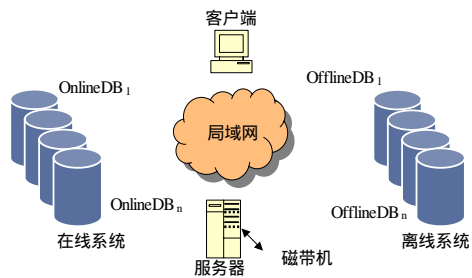 客户端
OnlineDB 1
OfflineDB 1
局域网
OnlineDB n
OfflineDB n
在线系统
离线系统
磁带机
服务器